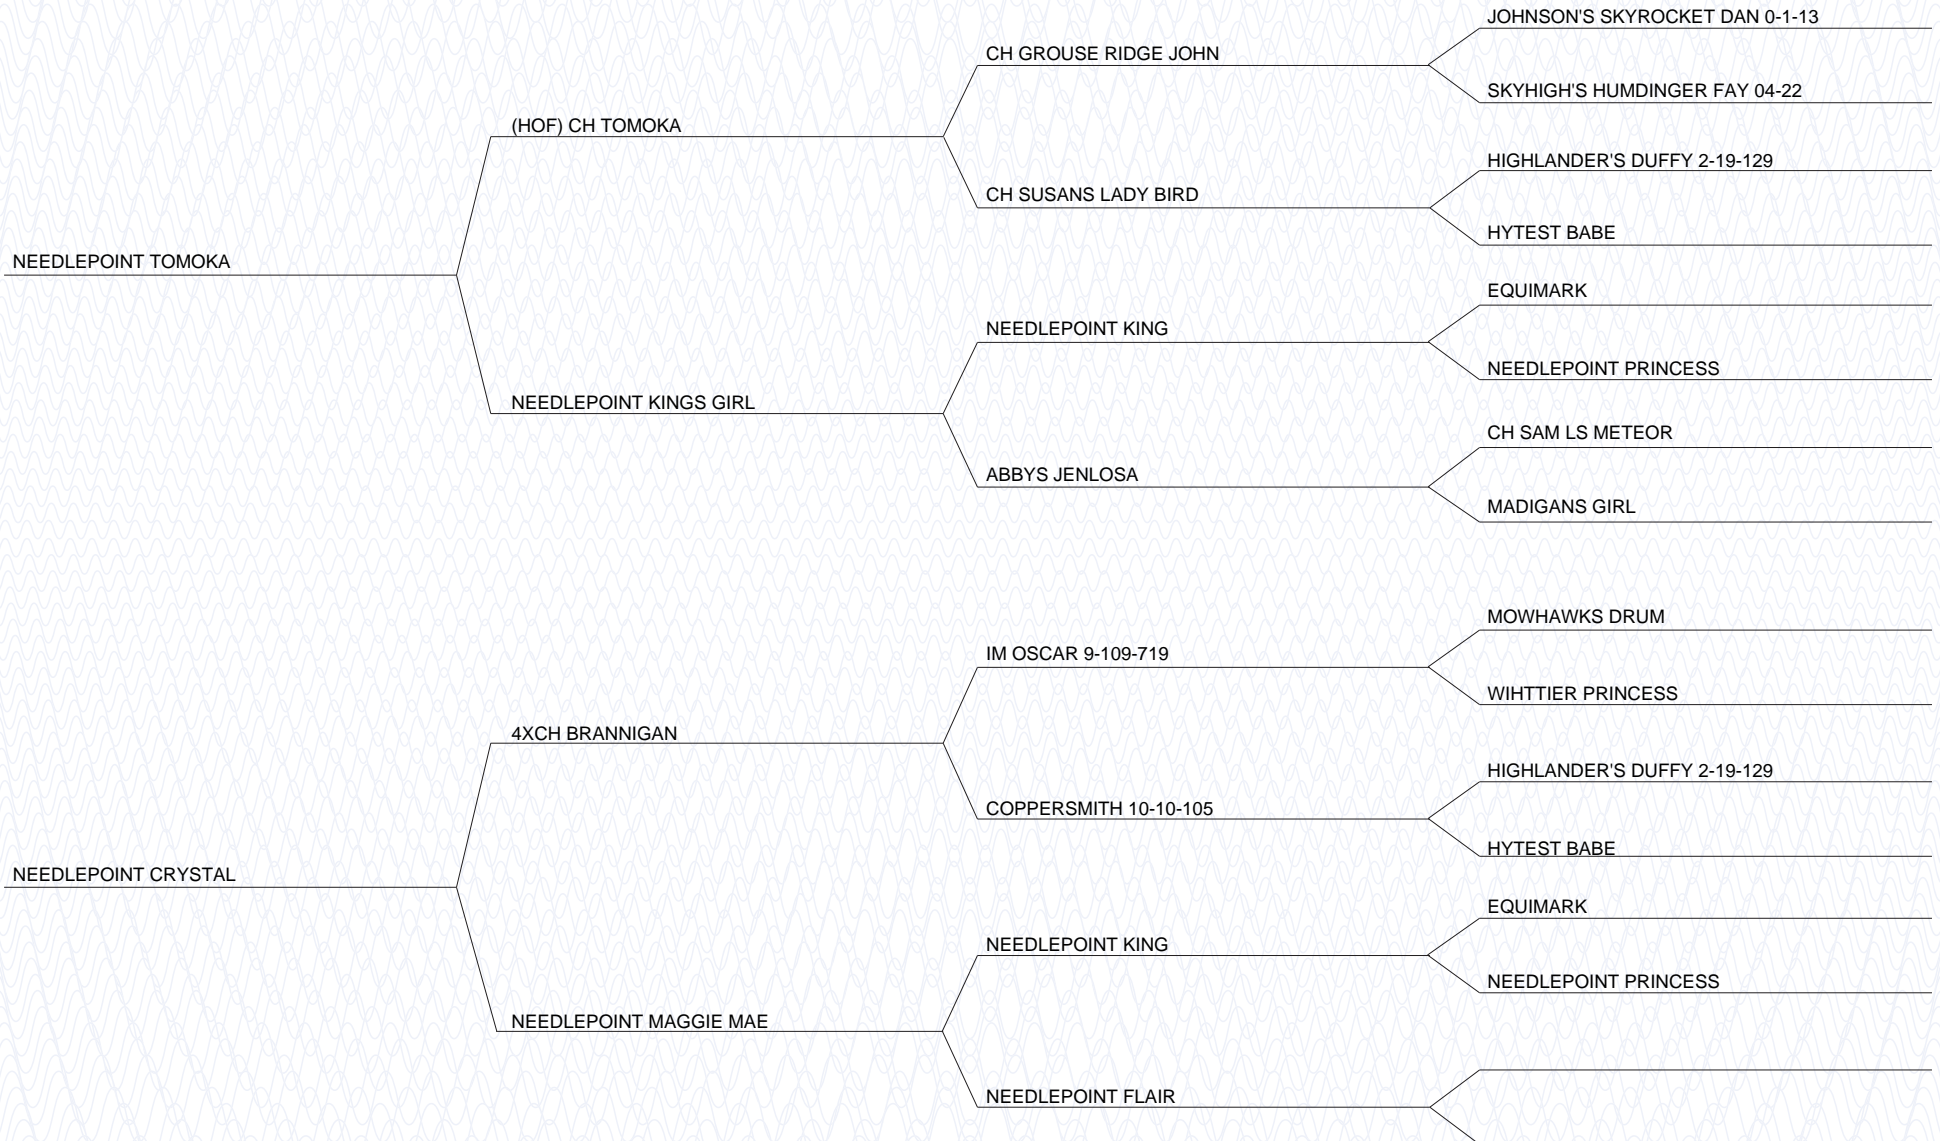 JOHNSON'S SKYROCKET DAN 0-1-13
CH GROUSE RIDGE JOHN
SKYHIGH'S HUMDINGER FAY 04-22
(HOF) CH TOMOKA
HIGHLANDER'S DUFFY 2-19-129
CH SUSANS LADY BIRD
HYTEST BABE
NEEDLEPOINT TOMOKA
EQUIMARK
NEEDLEPOINT KING
NEEDLEPOINT PRINCESS
NEEDLEPOINT KINGS GIRL
CH SAM LS METEOR
ABBYS JENLOSA
MADIGANS GIRL
MOWHAWKS DRUM
IM OSCAR 9-109-719
WIHTTIER PRINCESS
4XCH BRANNIGAN
HIGHLANDER'S DUFFY 2-19-129
COPPERSMITH 10-10-105
HYTEST BABE
NEEDLEPOINT CRYSTAL
EQUIMARK
NEEDLEPOINT KING
NEEDLEPOINT PRINCESS
NEEDLEPOINT MAGGIE MAE
NEEDLEPOINT FLAIR